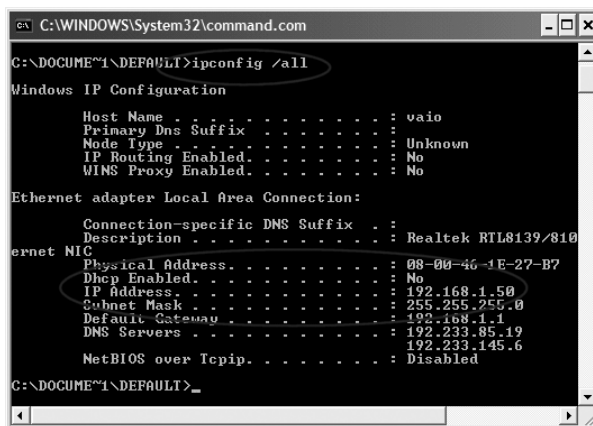 C:\WINDOWS\System32\command.com
C:\DOCUME~1\DEFAULT>ipconfig /all
Windows IP Configuration
Host Name . . . . . . . . . . . . : vaio
Primary Dns Suffix . . . . . . . :
Node Type . . . . . . . . . . . . : Unknown
IP Routing Enabled. . . . . . . . : No
WINS Proxy Enabled. . . . . . . . : No
Ethernet adapter Local Area Connection:
Connection-specific DNS Suffix . :
Description . . . . . . . . . . . : Realtek RTL8139/810
ernet NIC
Physical Address. . . . . . . . . : 08-00-46-1E-27-B7
Dhcp Enabled. . . . . . . . . . . : No
IP Address. . . . . . . . . . . . : 192.168.1.50
Subnet Mask . . . . . . . . . . . : 255.255.255.0
Default Gateway . . . . . . . . . : 192.168.1.1
DNS Servers . . . . . . . . . . . : 192.233.85.19
192.233.145.6
NetBIOS over Tcpip. . . . . . . . : Disabled
C:\DOCUME~1\DEFAULT>_